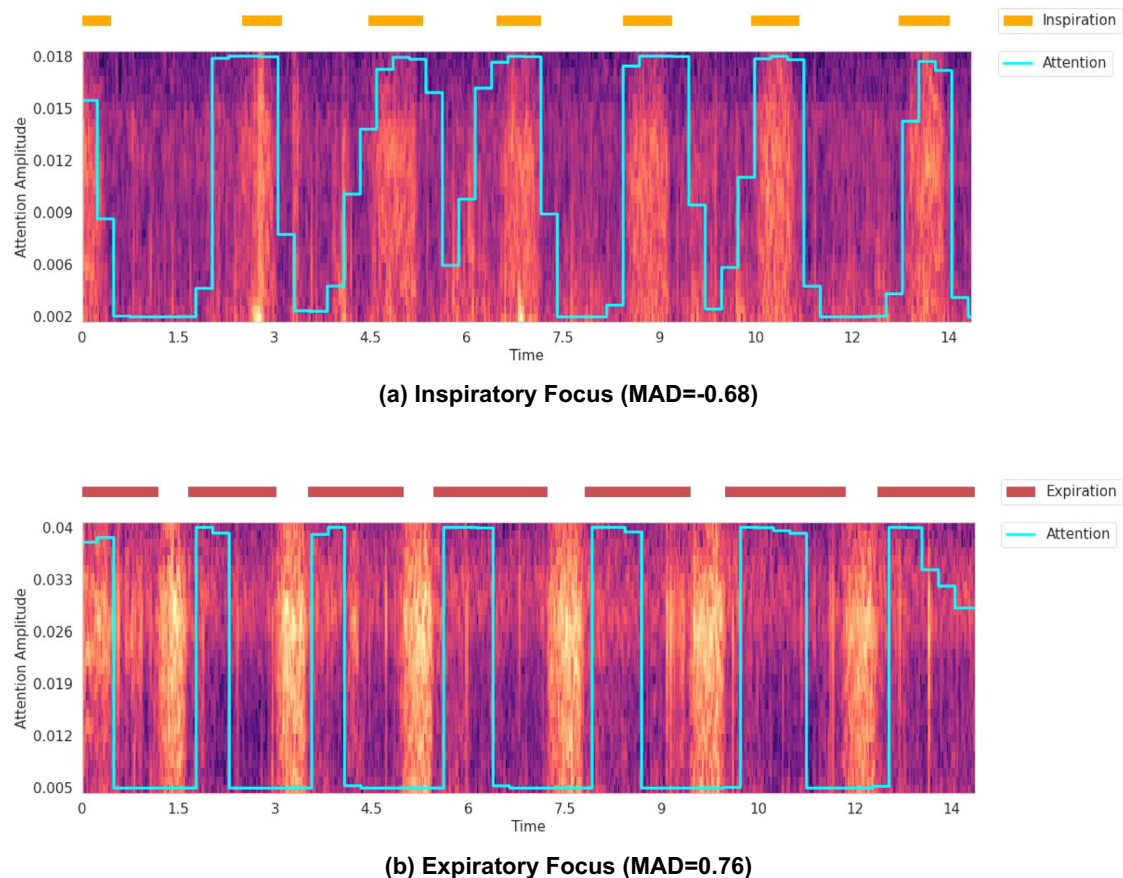 Inspiration
Attention
0.018
0.015
0.012
0.009
0.006
0.002
Attention Amplitude
0 1.5 3 4.5 6 7.5 9 10 12 14
Time
(a) Inspiratory Focus (MAD=-0.68)
Expiration
Attention
0.04
0.033
0.026
0.019
0.012
0.005
Attention Amplitude
0 1.5 3 4.5 6 7.5 9 10 12 14
Time
(b) Expiratory Focus (MAD=0.76)